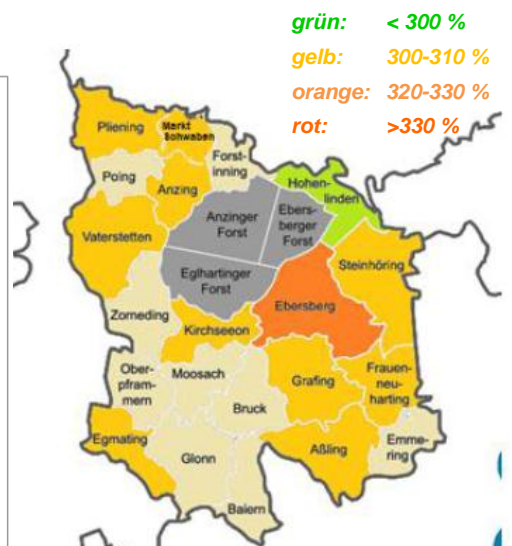 grün: < 300 %
gelb: 300-310 %
orange: 320-330 %
rot: >330 %
Pliening
Markt
Schwaben
Forst-
inning
Poing
Anzing
Hohen-
linden
Anzinger
Forst
Ebers-
berger
Forst
Vaterstetten
Steinhöring
Eglhartinger
Forst
Ebersberg
Zorneding
Kirchseeon
Ober-
pfram-
mern
Moosach
Grafing
Frauen-
neu-
harting
Bruck
Egmating
Glonn
Aßling
Emme-
ring
Baiern